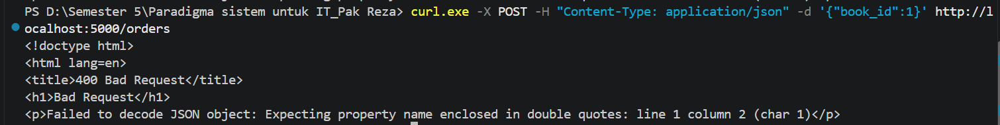 PS D:\Semester 5\Paradigma sistem untuk IT_Pak Reza> curl.exe -X POST -H "Content-Type: application/json" -d '{"book_id":1}' http://l
ocalhost:5000/orders
<!doctype html>
<html lang=en>
<title>400 Bad Request</title>
<h1>Bad Request</h1>
<p>Failed to decode JSON object: Expecting property name enclosed in double quotes: line 1 column 2 (char 1)</p>